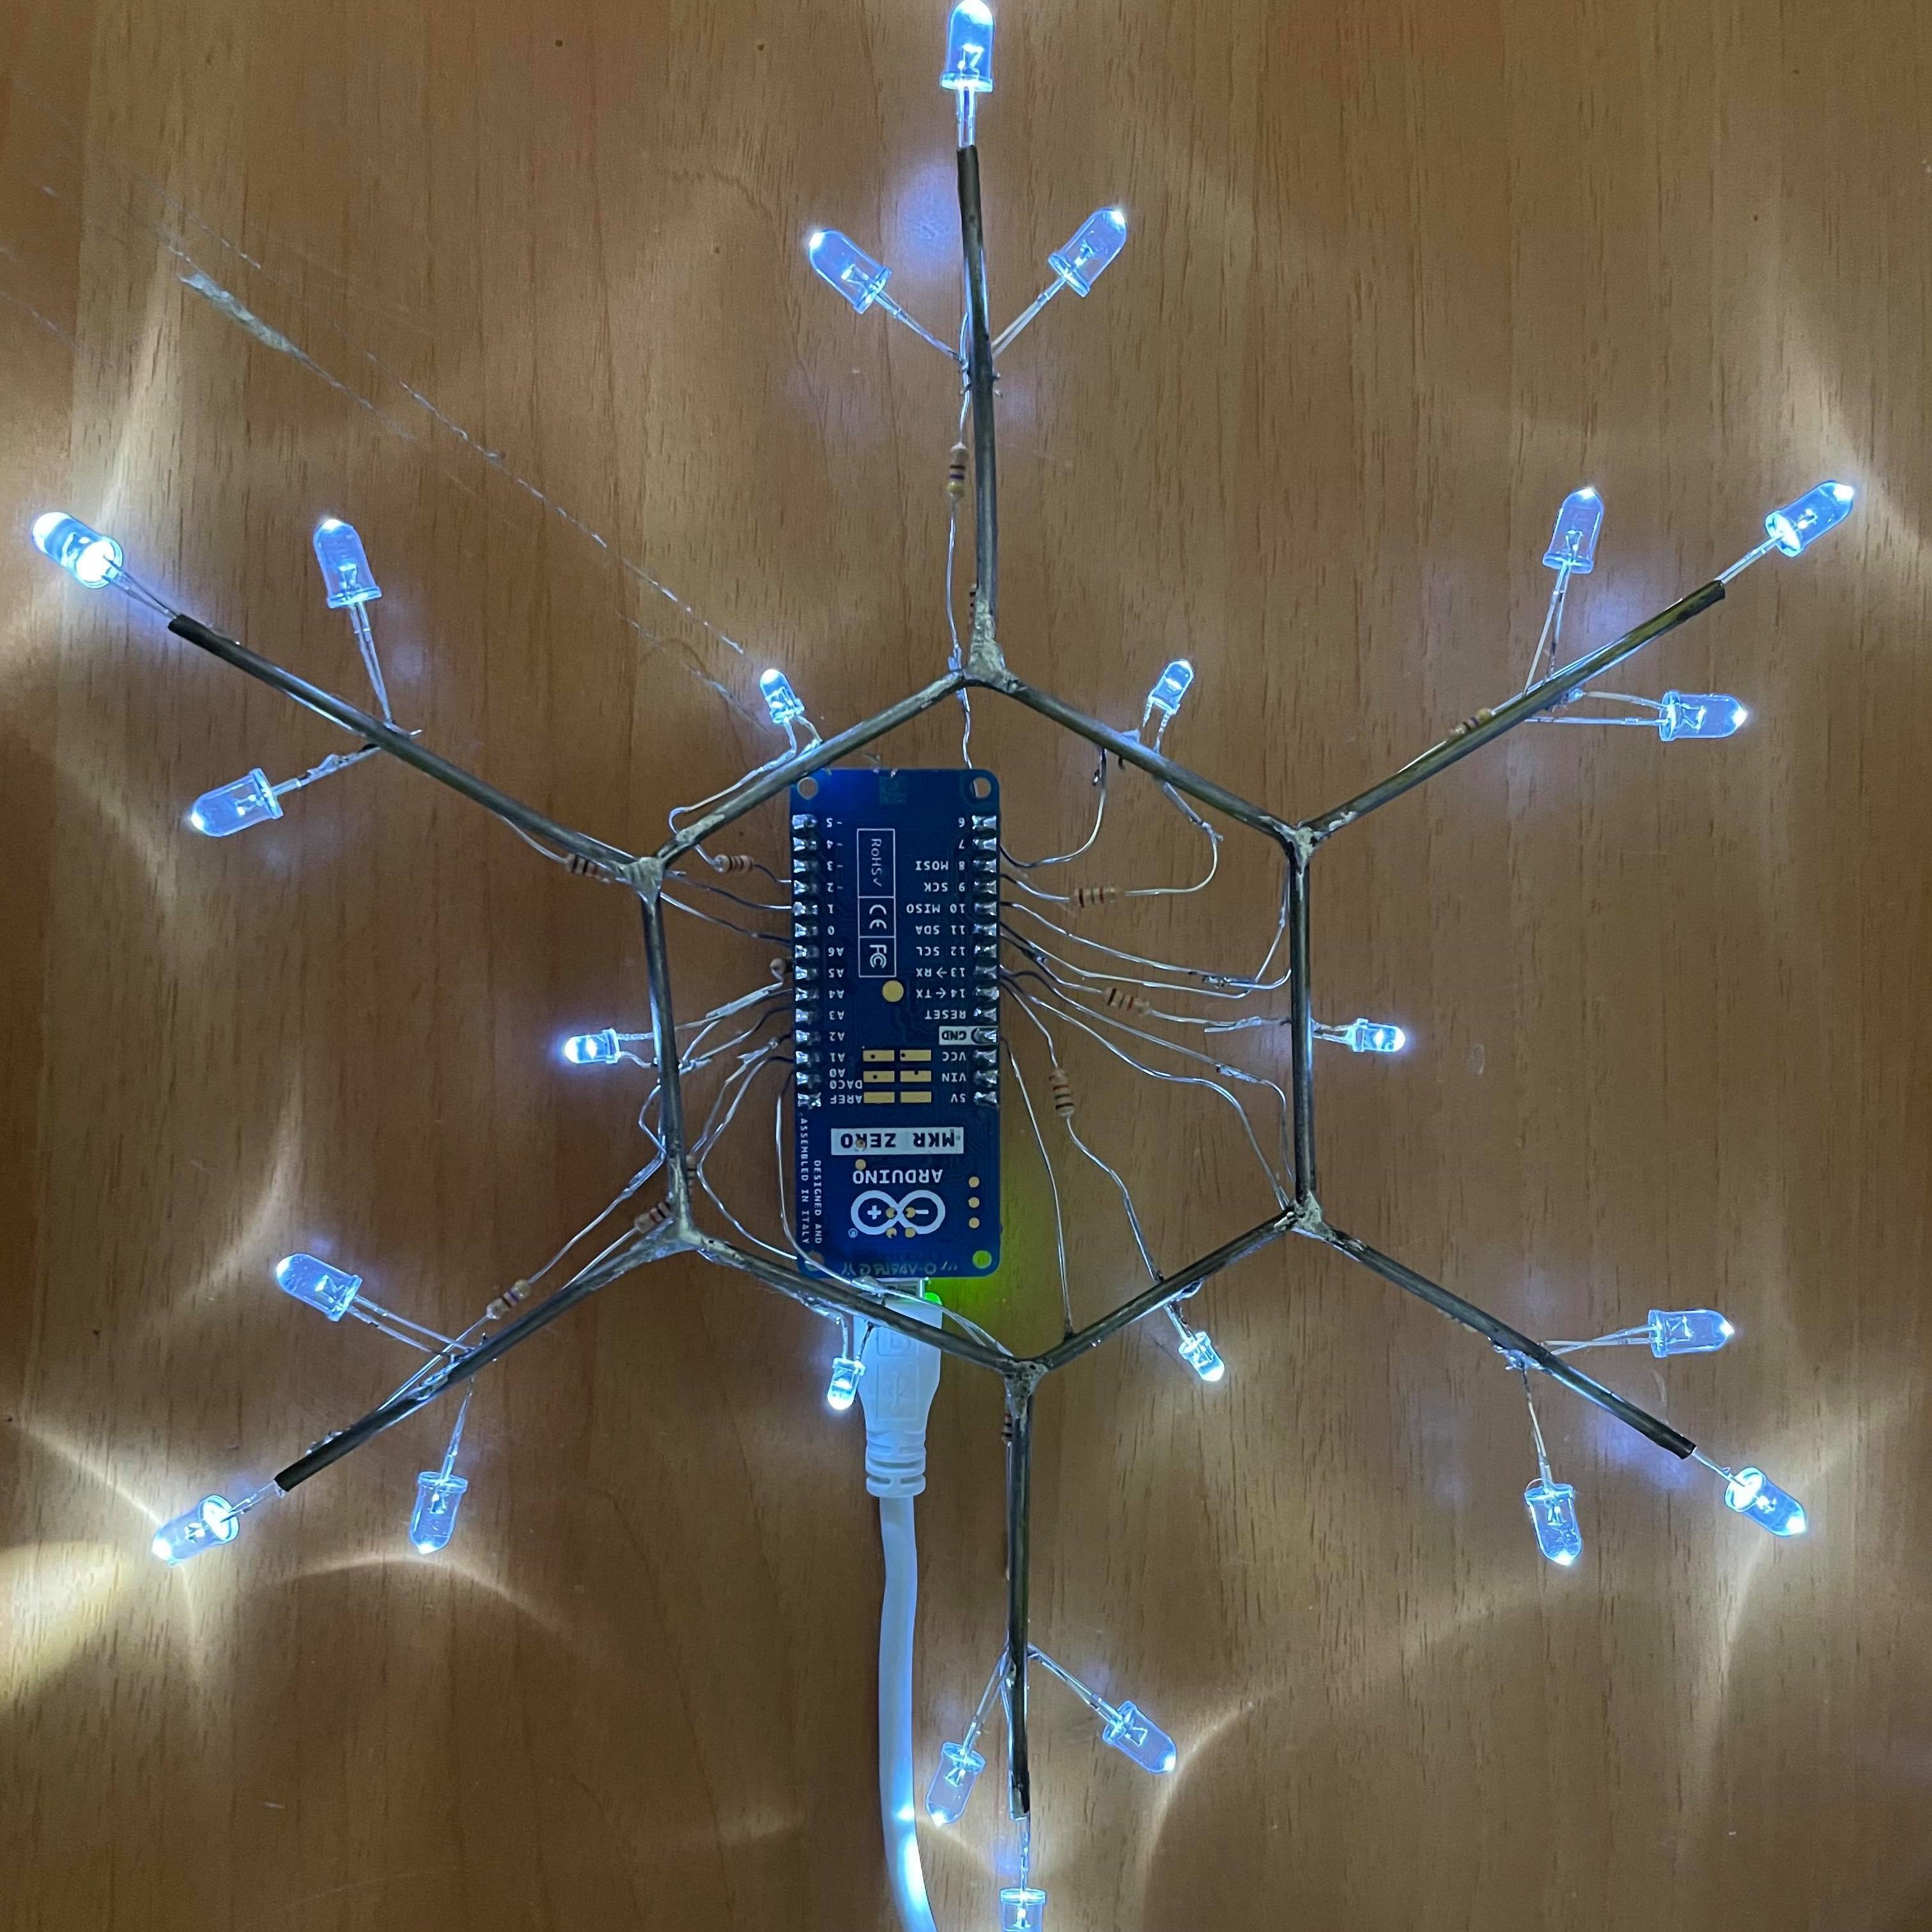 - 5
- 4
- 3
- 2
1
0
A6
A5
A4
A3
A2
A1
A0
DAC0
AREF
RoHS✓
CE
FC
6
7
8 MOSI
9 SCK
10 MISO
11 SDA
12 SCL
13→RX
14←TX
RESET
GND
VCC
VIN
5V
MKR ZERO
ARDUINO
®
DESIGNED AND
ASSEMBLED IN ITALY